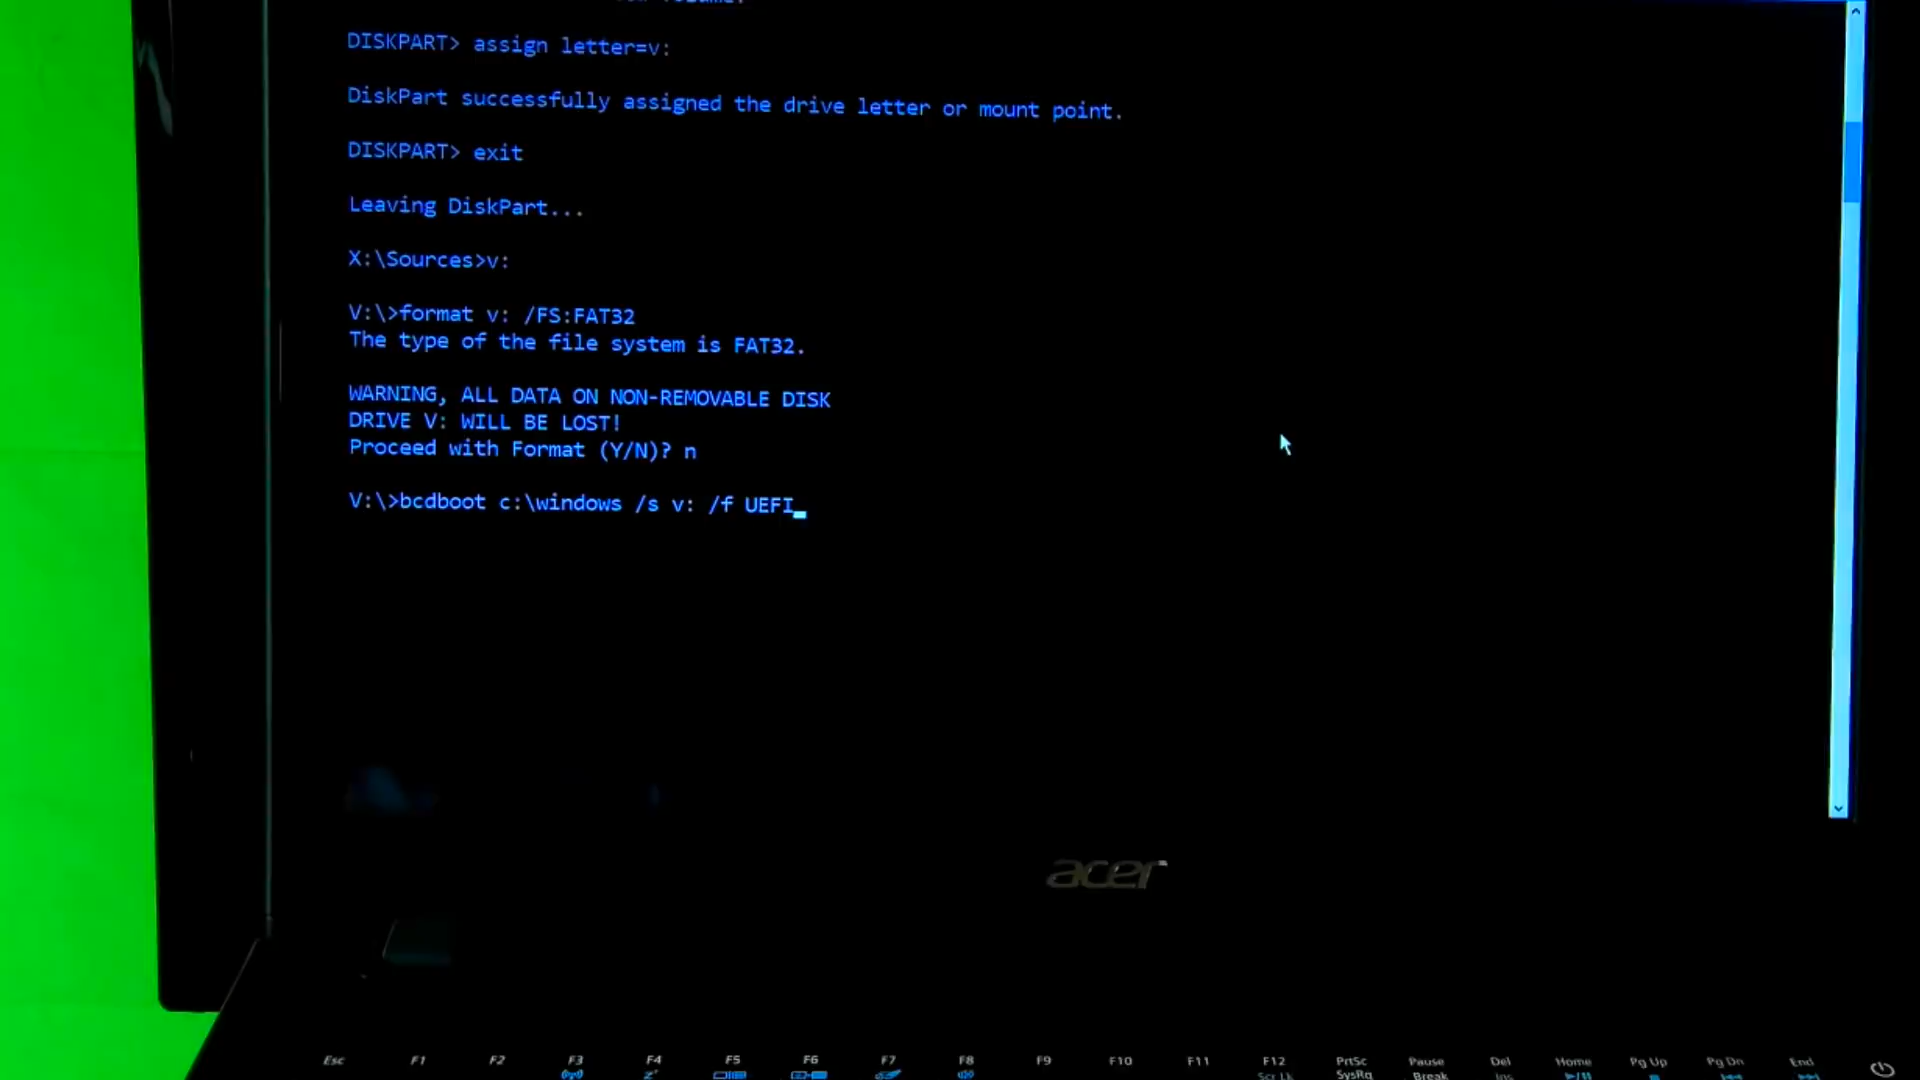 DISKPART> assign letter=v:
DiskPart successfully assigned the drive letter or mount point.
DISKPART> exit
Leaving DiskPart...
X:\Sources>v:
V:\>format v: /FS:FAT32
The type of the file system is FAT32.
WARNING, ALL DATA ON NON-REMOVABLE DISK
DRIVE V: WILL BE LOST!
Proceed with Format (Y/N)? n
V:\>bcdboot c:\windows /s v: /f UEFI
acer
Esc F1 F2 F3 F4 F5 F6 F7 F8 F9 F10 F11 F12 PrtSc Pause Del Home Pg Up Pg Dn End
Scr Lk SysRq Break Ins